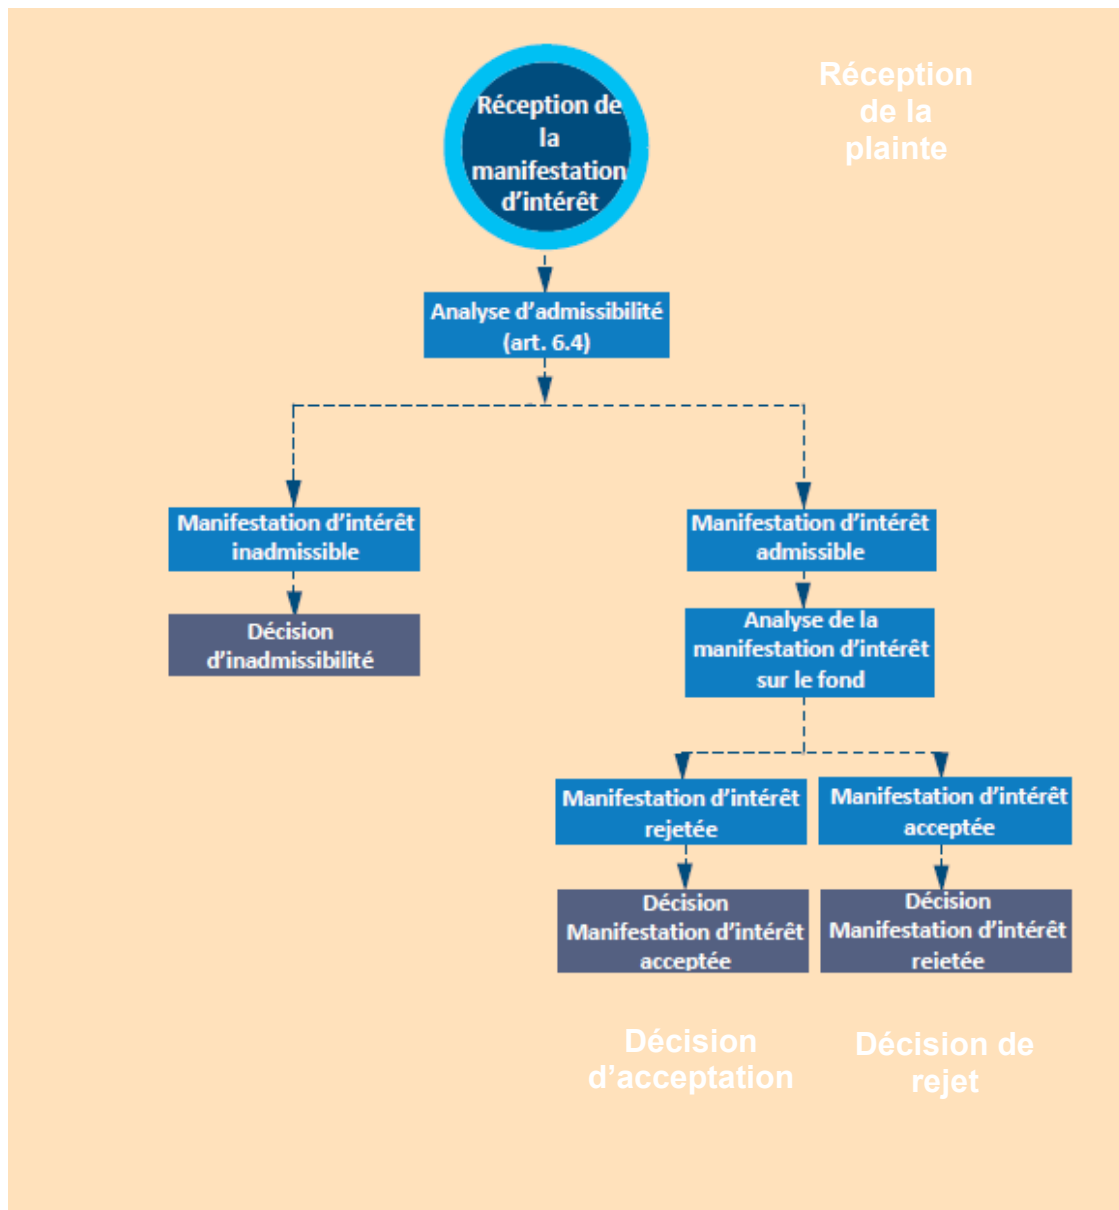 Réception de
la
manifestation
d'intérêt
Réception
de la
plainte
Analyse d'admissibilité
(art. 6.4)
Manifestation d'intérêt
inadmissible
Manifestation d'intérêt
admissible
Décision
d'inadmissibilité
Analyse de la
manifestation d'intérêt
sur le fond
Manifestation d'intérêt
rejetée
Manifestation d'intérêt
acceptée
Décision
Manifestation d'intérêt
acceptée
Décision
Manifestation d'intérêt
rejetée
Décision
d'acceptation
Décision de
rejet